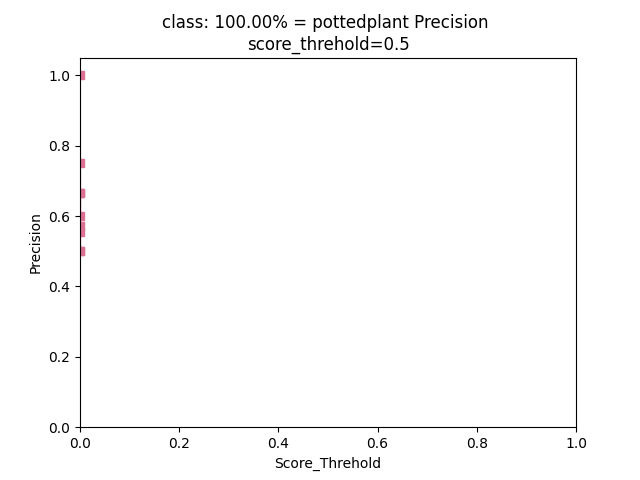 class: 100.00% = pottedplant Precision
score_threhold=0.5
1.0
0.8
0.6
0.4
0.2
0.0
Precision
0.0 0.2 0.4 0.6 0.8 1.0
Score_Threhold